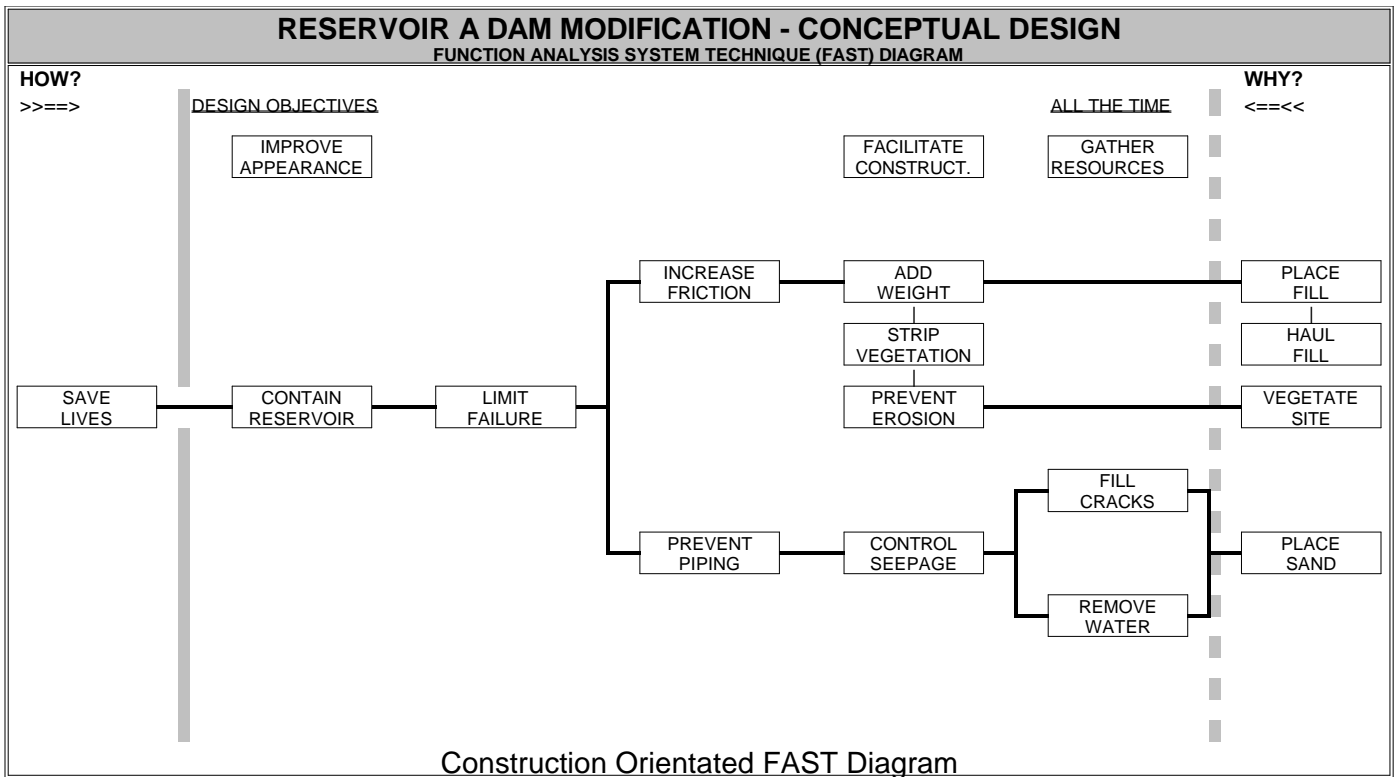 RESERVOIR A DAM MODIFICATION - CONCEPTUAL DESIGN
FUNCTION ANALYSIS SYSTEM TECHNIQUE (FAST) DIAGRAM
HOW?
WHY?
>>==>
DESIGN OBJECTIVES
ALL THE TIME
<==<<
IMPROVE
APPEARANCE
FACILITATE
CONSTRUCT.
GATHER
RESOURCES
INCREASE
FRICTION
ADD
WEIGHT
PLACE
FILL
STRIP
VEGETATION
HAUL
FILL
SAVE
LIVES
CONTAIN
RESERVOIR
LIMIT
FAILURE
PREVENT
EROSION
VEGETATE
SITE
FILL
CRACKS
PREVENT
PIPING
CONTROL
SEEPAGE
PLACE
SAND
REMOVE
WATER
Construction Orientated FAST Diagram